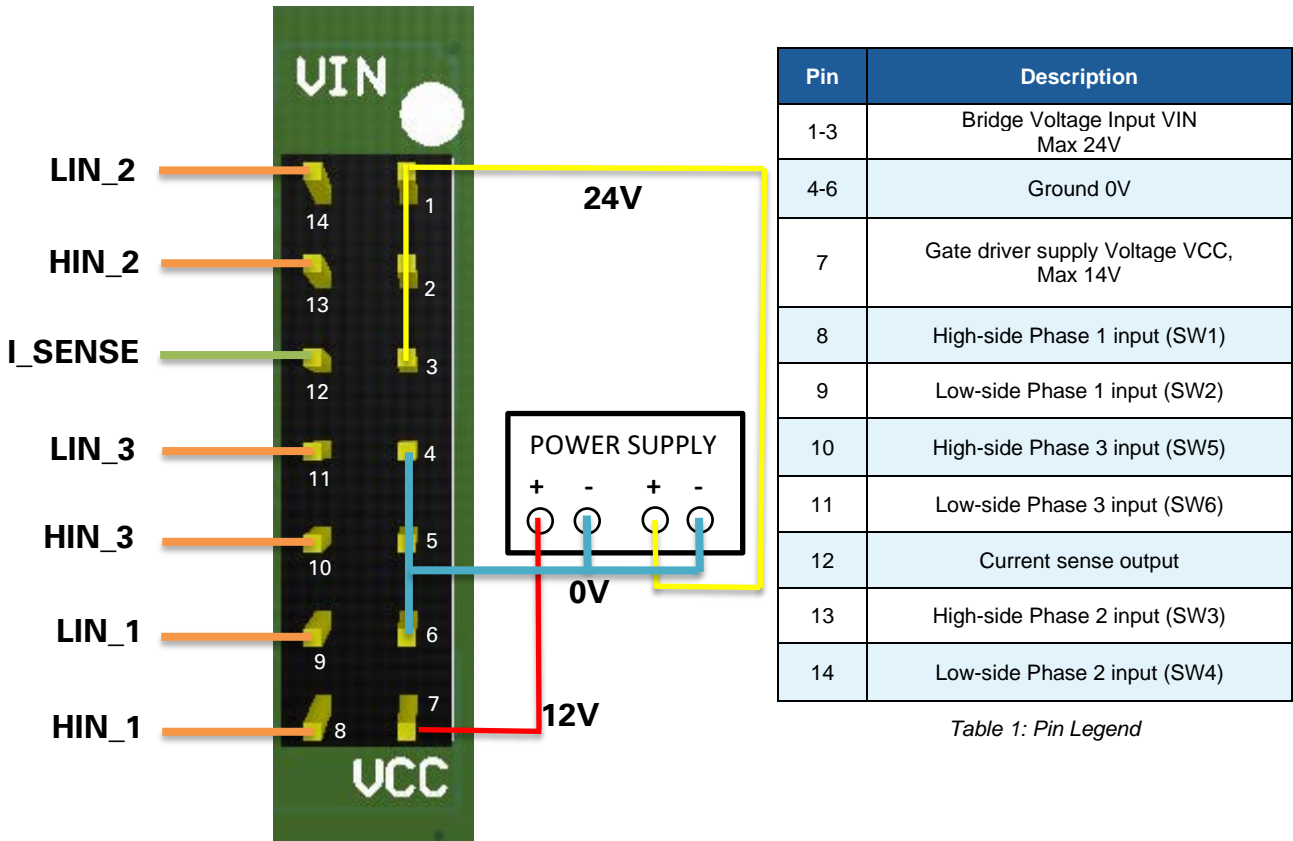 VIN
LIN_2
14
1
24V
HIN_2
13
2
I_SENSE
12
3
LIN_3
11
4
POWER SUPPLY
+ - + -
HIN_3
10
5
0V
LIN_1
9
6
HIN_1
8
7
12V
VCC
Pin Description
1-3 Bridge Voltage Input VIN
Max 24V
4-6 Ground 0V
7 Gate driver supply Voltage VCC,
Max 14V
8 High-side Phase 1 input (SW1)
9 Low-side Phase 1 input (SW2)
10 High-side Phase 3 input (SW5)
11 Low-side Phase 3 input (SW6)
12 Current sense output
13 High-side Phase 2 input (SW3)
14 Low-side Phase 2 input (SW4)
Table 1: Pin Legend